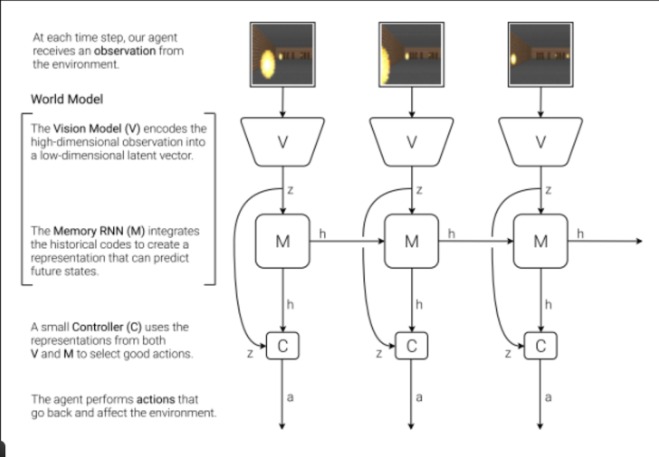 At each time step, our agent
receives an observation from
the environment.
World Model
The Vision Model (V) encodes the
high-dimensional observation into
a low-dimensional latent vector.
The Memory RNN (M) integrates
the historical codes to create a
representation that can predict
future states.
A small Controller (C) uses the
representations from both
V and M to select good actions.
The agent performs actions that
go back and affect the environment.
V V V
z z z
M h M h M h
h h h
z C z C z C
a a a